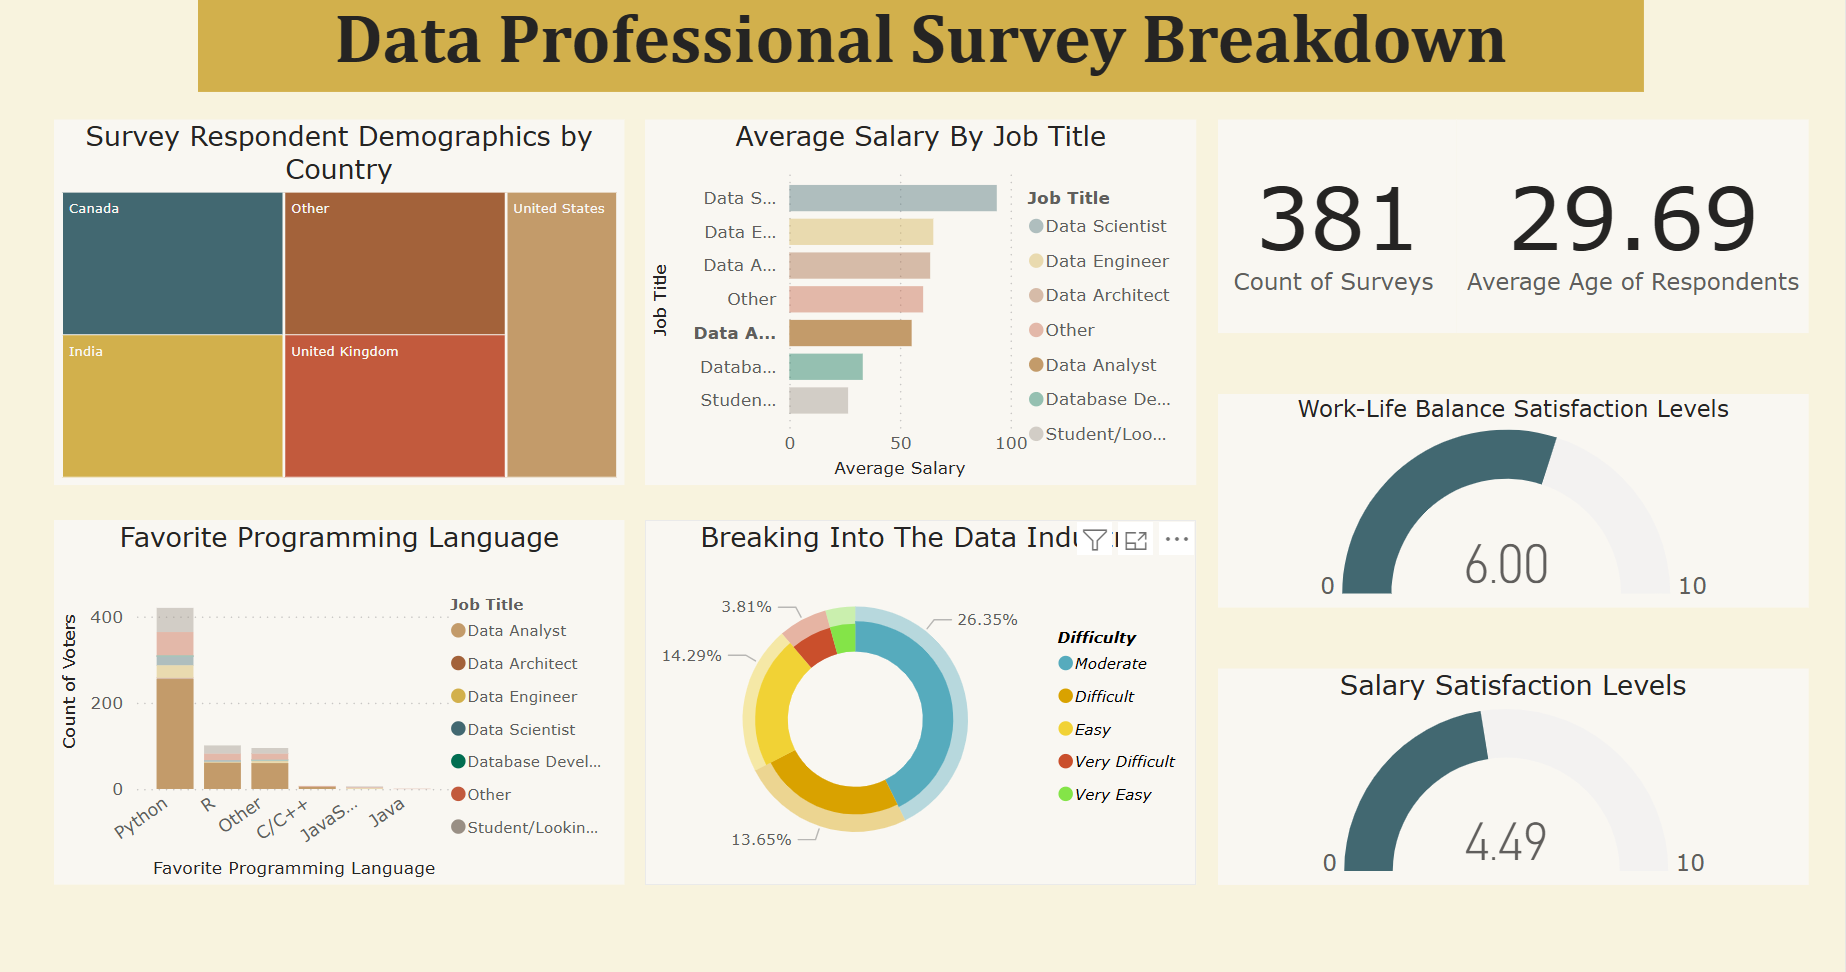 Data Professional Survey Breakdown
Survey Respondent Demographics by
Country
Canada
Other
United States
India
United Kingdom
Average Salary By Job Title
Job Title
Data S...
Data E...
Data A...
Other
Data A...
Databa...
Studen...
0
50
100
Average Salary
Job Title
Data Scientist
Data Engineer
Data Architect
Other
Data Analyst
Database De...
Student/Loo...
381
Count of Surveys
29.69
Average Age of Respondents
Work-Life Balance Satisfaction Levels
0
6.00
10
Favorite Programming Language
Count of Voters
400
200
0
Python
R
Other
C/C++
JavaS...
Java
Favorite Programming Language
Job Title
Data Analyst
Data Architect
Data Engineer
Data Scientist
Database Devel...
Other
Student/Lookin...
Breaking Into The Data Indu
3.81%
26.35%
14.29%
13.65%
Difficulty
Moderate
Difficult
Easy
Very Difficult
Very Easy
Salary Satisfaction Levels
0
4.49
10